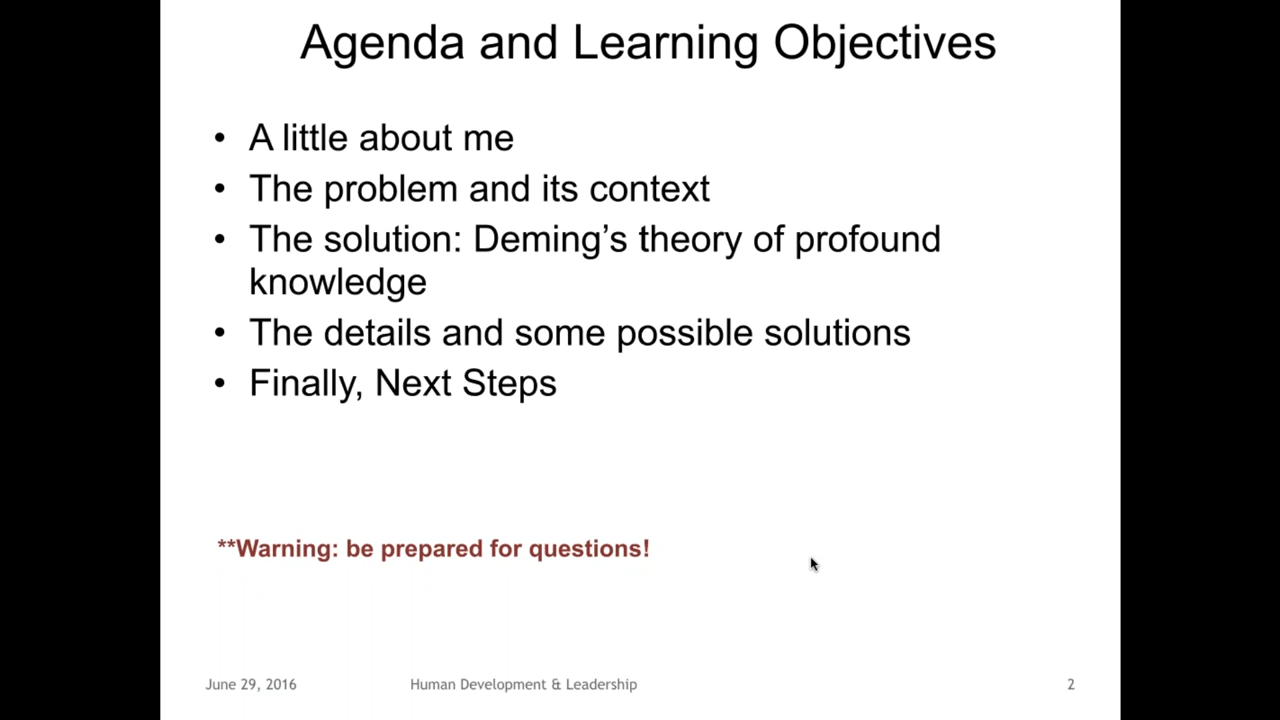 Agenda and Learning Objectives
• A little about me
• The problem and its context
• The solution: Deming’s theory of profound
knowledge
• The details and some possible solutions
• Finally, Next Steps
**Warning: be prepared for questions!
June 29, 2016 Human Development & Leadership 2